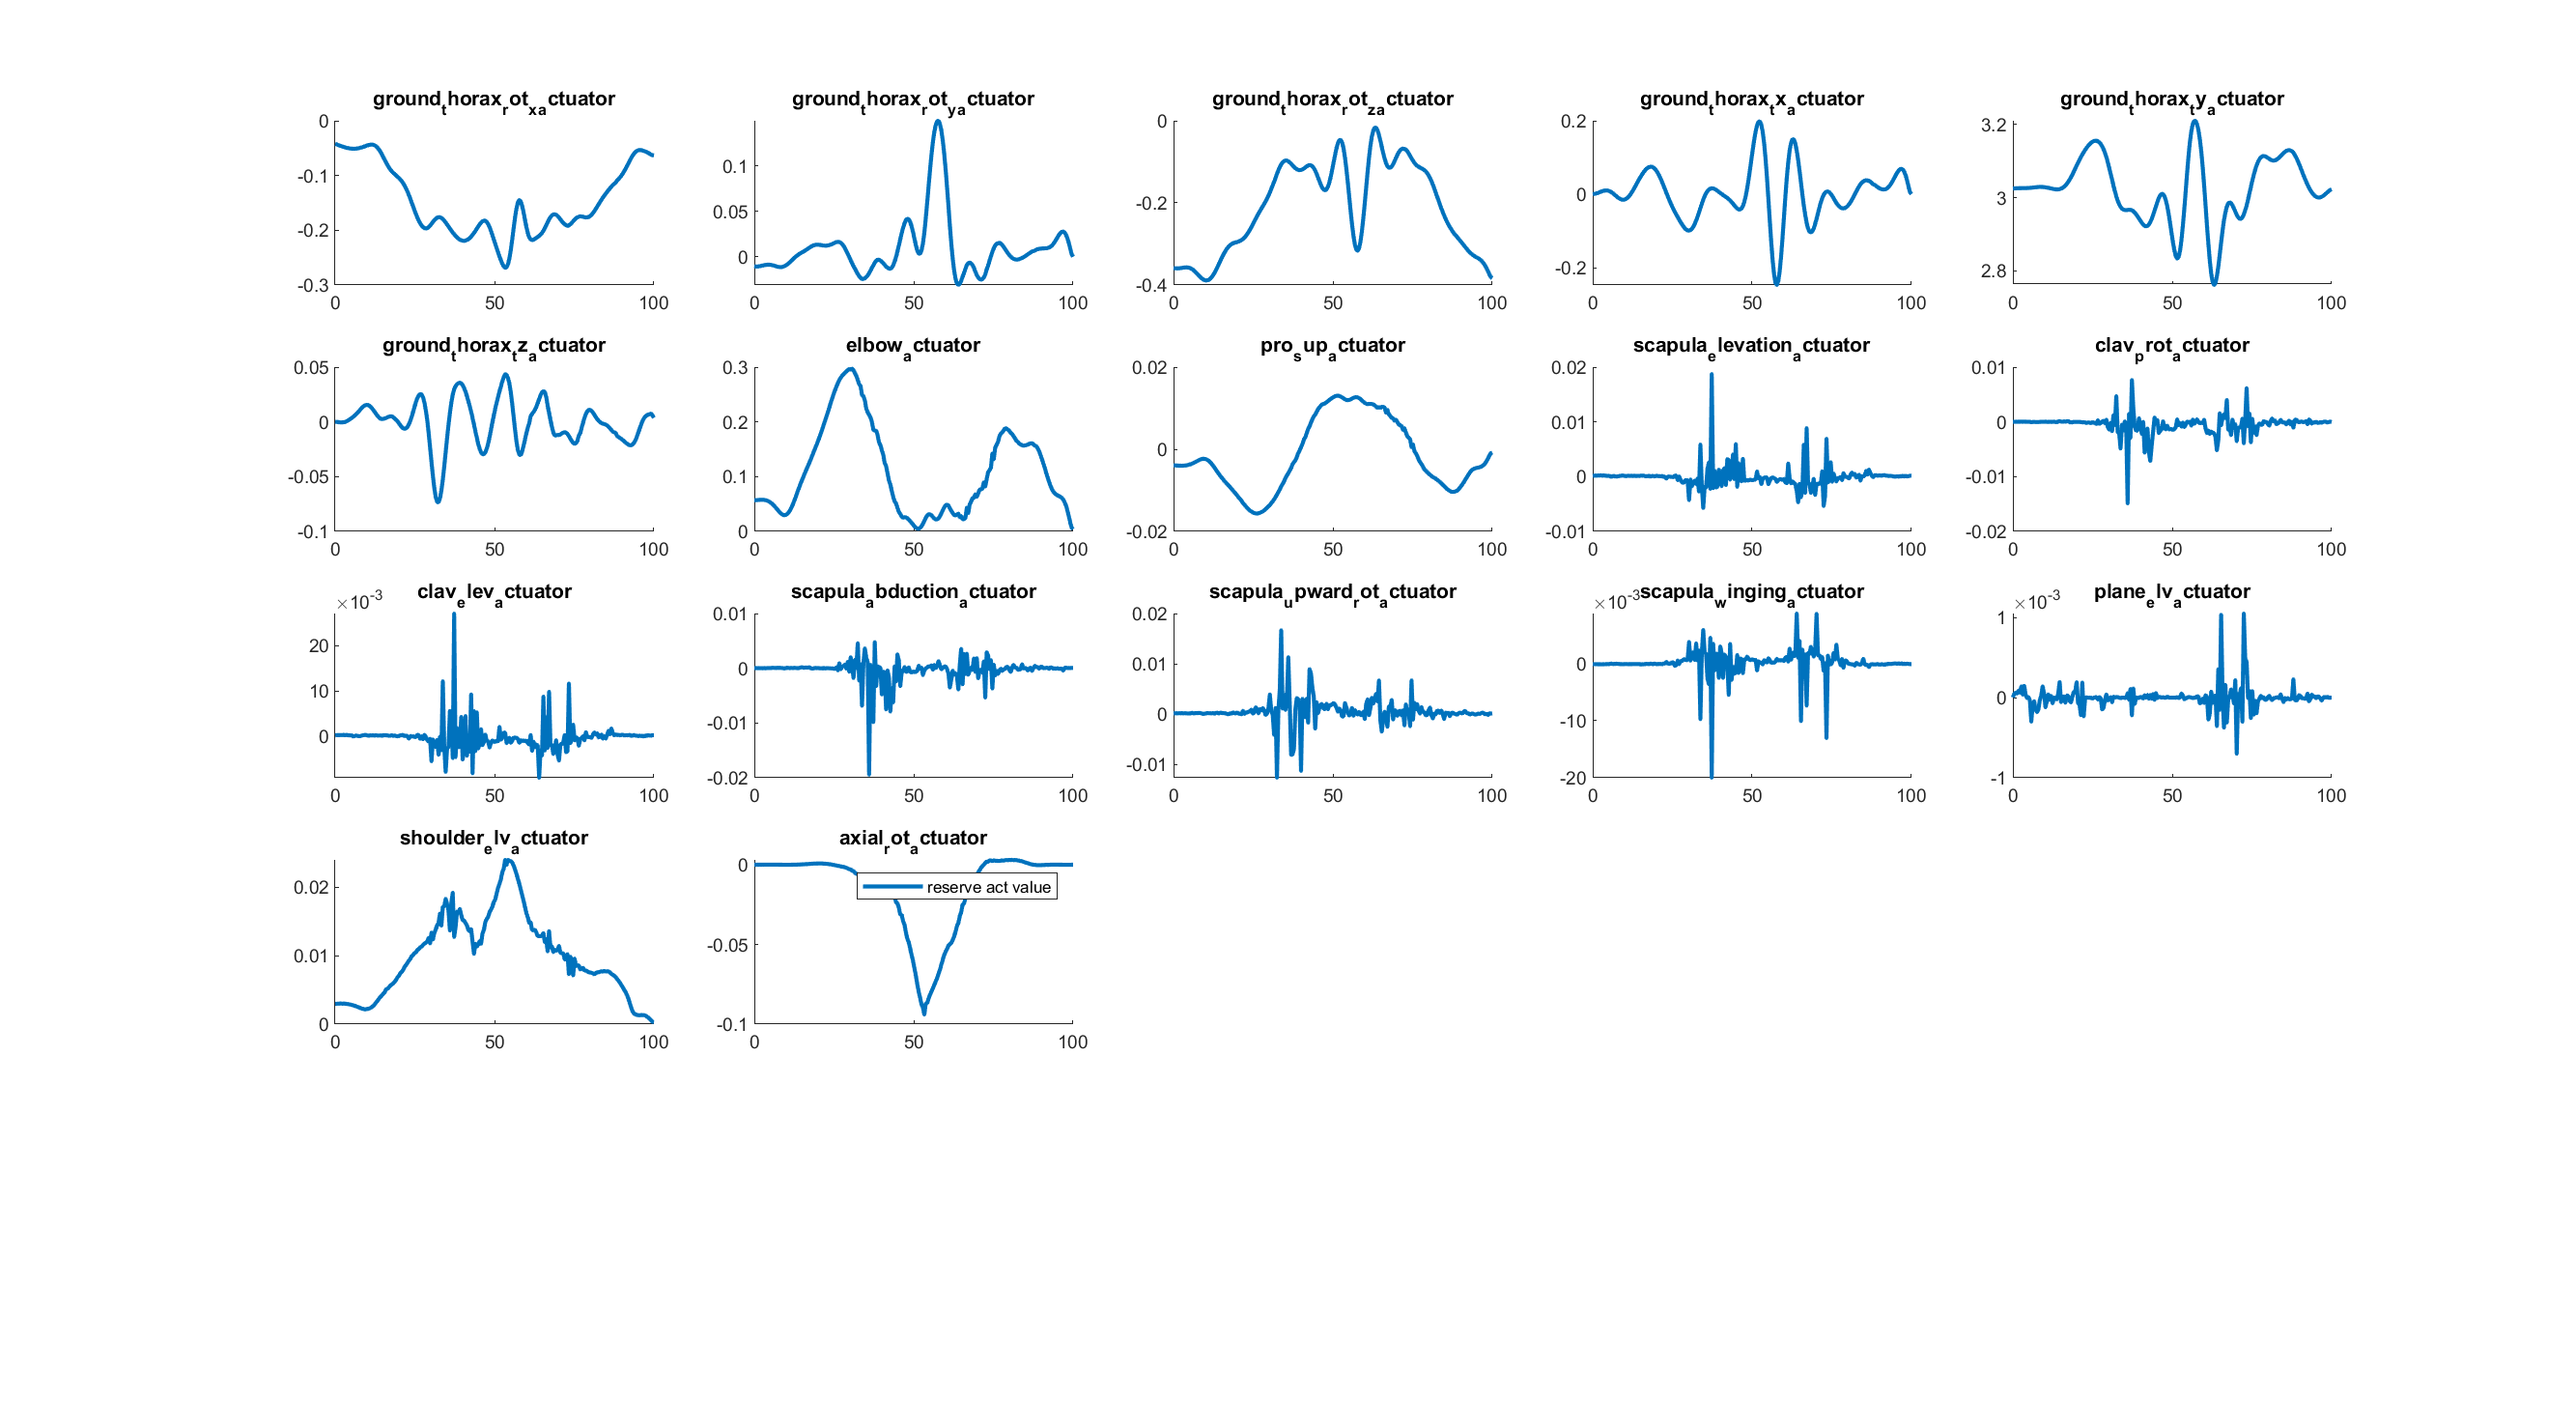 ground_thorax_rot_xa_ctuator
ground_thorax_rot_ya_ctuator
ground_thorax_rot_za_ctuator
ground_thorax_tx_actuator
ground_thorax_ty_actuator
0
-0.1
-0.2
-0.3
0 50 100
0.1
0.05
0
0 50 100
0
-0.2
-0.4
0 50 100
0.2
0
-0.2
0 50 100
3.2
3
2.8
0 50 100
ground_thorax_tz_actuator
elbow_actuator
pro_sup_actuator
scapula_elevation_actuator
clav_prot_actuator
0.05
0
-0.05
-0.1
0 50 100
0.3
0.2
0.1
0
0 50 100
0.02
0
-0.02
0 50 100
0.02
0.01
0
-0.01
0 50 100
0.01
0
-0.01
-0.02
0 50 100
clav_elev_actuator
scapula_abduction_actuator
scapula_upward_rot_actuator
scapula_winging_actuator
plane_elv_actuator
×10-3
20
10
0
0 50 100
0.01
0
-0.01
-0.02
0 50 100
0.02
0.01
0
-0.01
0 50 100
×10-3
0
-10
-20
0 50 100
×10-3
1
0
-1
0 50 100
shoulder_elv_actuator
axial_rot_actuator
0.02
0.01
0
0 50 100
0
-0.05
-0.1
0 50 100
reserve act value